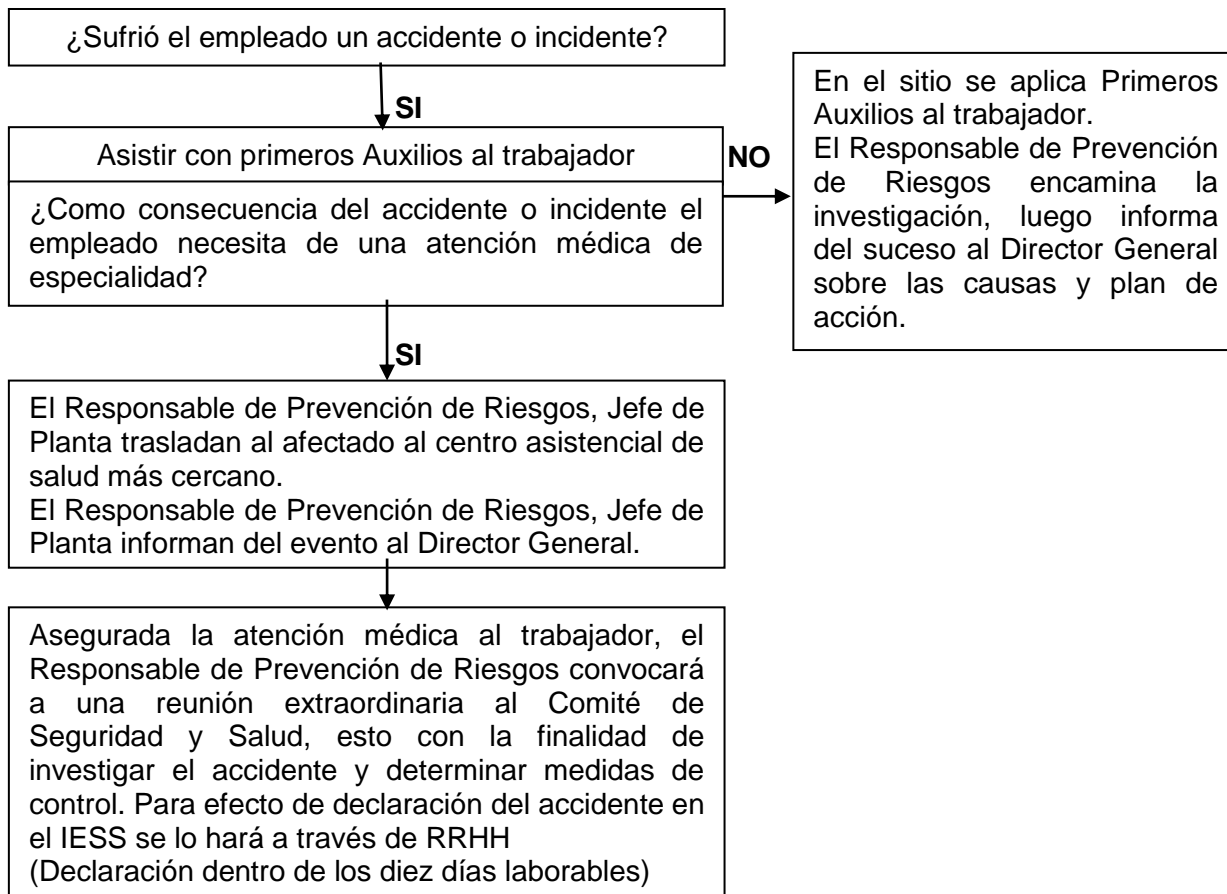 ¿Sufrió el empleado un accidente o incidente?
SI
Asistir con primeros Auxilios al trabajador
¿Como consecuencia del accidente o incidente el
empleado necesita de una atención médica de
especialidad?
NO
En el sitio se aplica Primeros
Auxilios al trabajador.
El Responsable de Prevención
de Riesgos encamina la
investigación, luego informa
del suceso al Director General
sobre las causas y plan de
acción.
SI
El Responsable de Prevención de Riesgos, Jefe de
Planta trasladan al afectado al centro asistencial de
salud más cercano.
El Responsable de Prevención de Riesgos, Jefe de
Planta informan del evento al Director General.
Asegurada la atención médica al trabajador, el
Responsable de Prevención de Riesgos convocará
a una reunión extraordinaria al Comité de
Seguridad y Salud, esto con la finalidad de
investigar el accidente y determinar medidas de
control. Para efecto de declaración del accidente en
el IESS se lo hará a través de RRHH
(Declaración dentro de los diez días laborables)